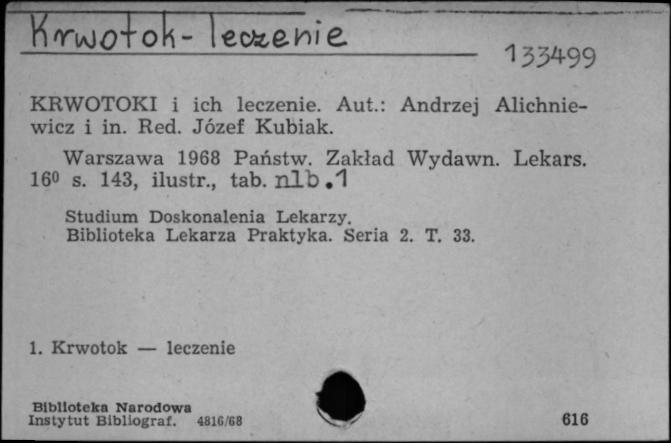 Krwotok - leczenie
133499
KRWOTOKI i ich leczenie. Aut.: Andrzej Alichnie-
wicz i in. Red. Józef Kubiak.
Warszawa 1968 Państw. Zakład Wydawn. Lekars.
16⁰ s. 143, ilustr., tab. nlb.1
Studium Doskonalenia Lekarzy.
Biblioteka Lekarza Praktyka. Seria 2. T. 33.
1. Krwotok — leczenie
Biblioteka Narodowa
Instytut Bibliograf. 4816/68
616